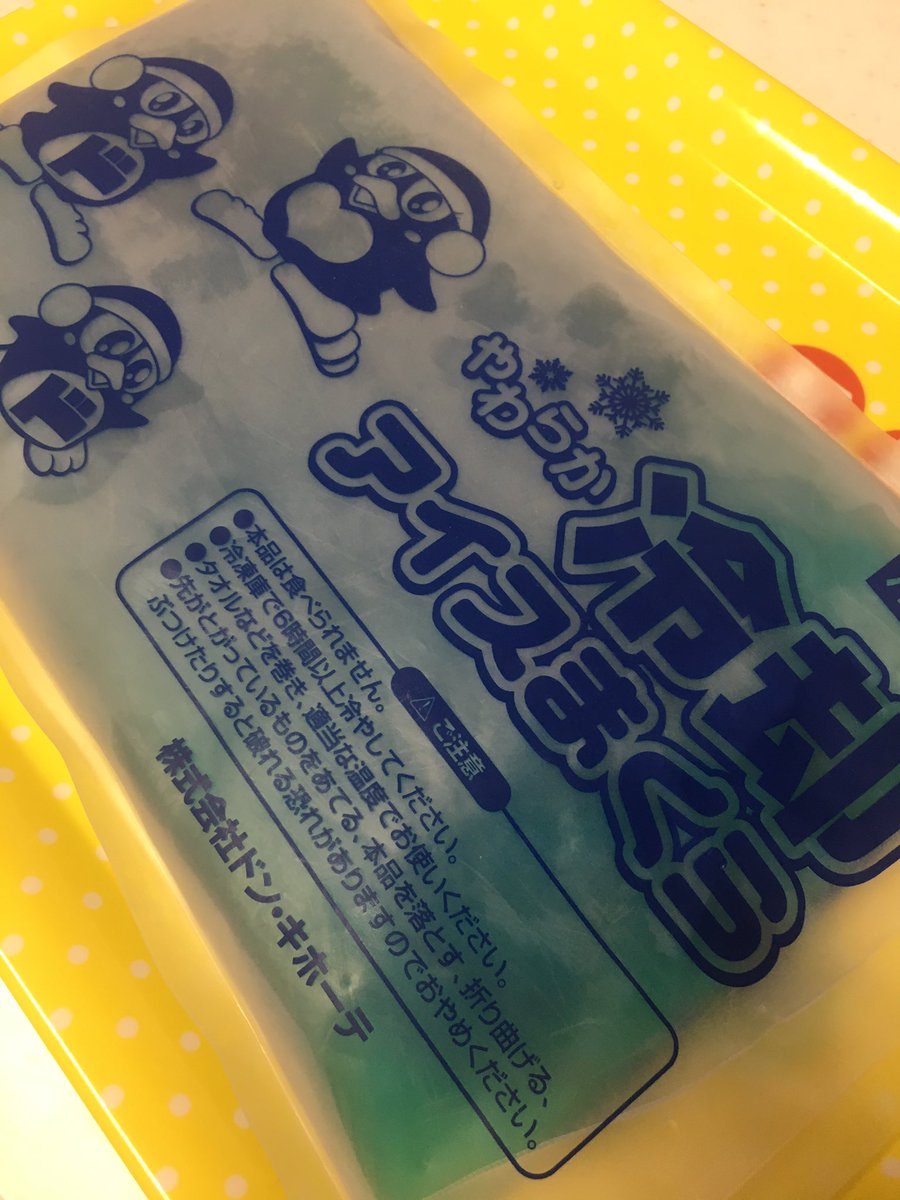 ド
ド
やわらか
冷却
アイスまくら
ご注意
●本品は食べられません。
●冷凍庫で6時間以上冷やしてください。
●タオルなどを巻き、適当な温度でお使いください。
●先がとがっているものをあてる、本品を落とす、折り曲げる、
ぶつけたりすると破れる恐れがありますのでおやめください。
株式会社ドン・キホーテ